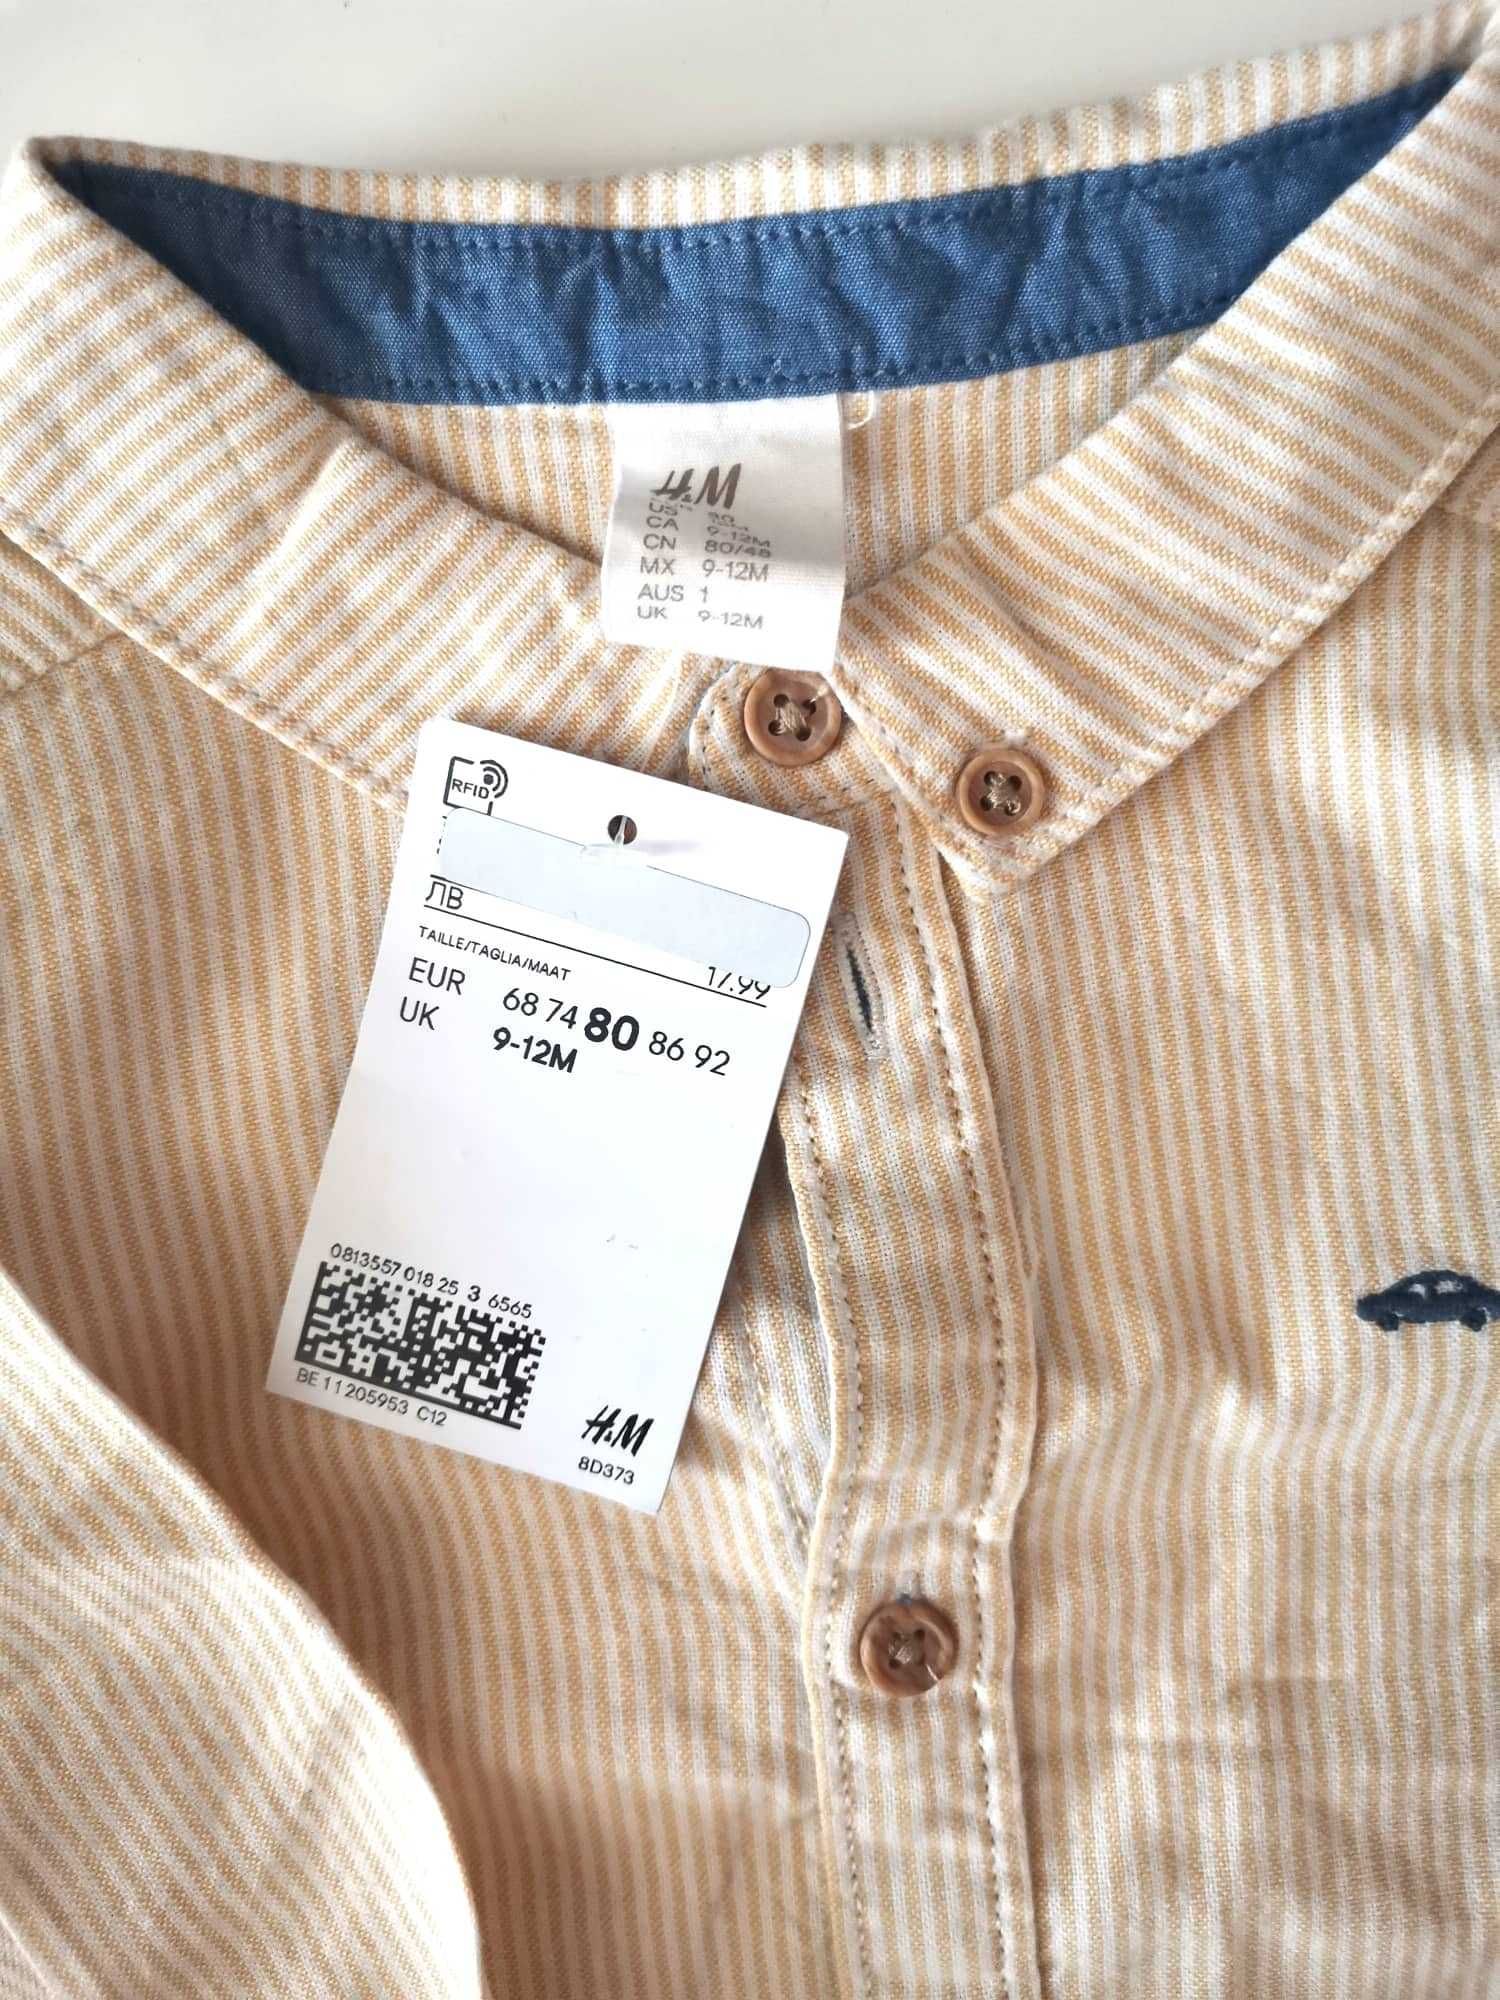 H&M
US
CA 9-12M
CN 80/48
MX 9-12M
AUS 1
UK 9-12M
RFID
ЛВ 17.99
TAILLE/TAGLIA/MAAT
EUR 68 74 80 86 92
UK 9-12M
0813557 018 25 3 6565
BE 11205953 C12
H&M
8D373